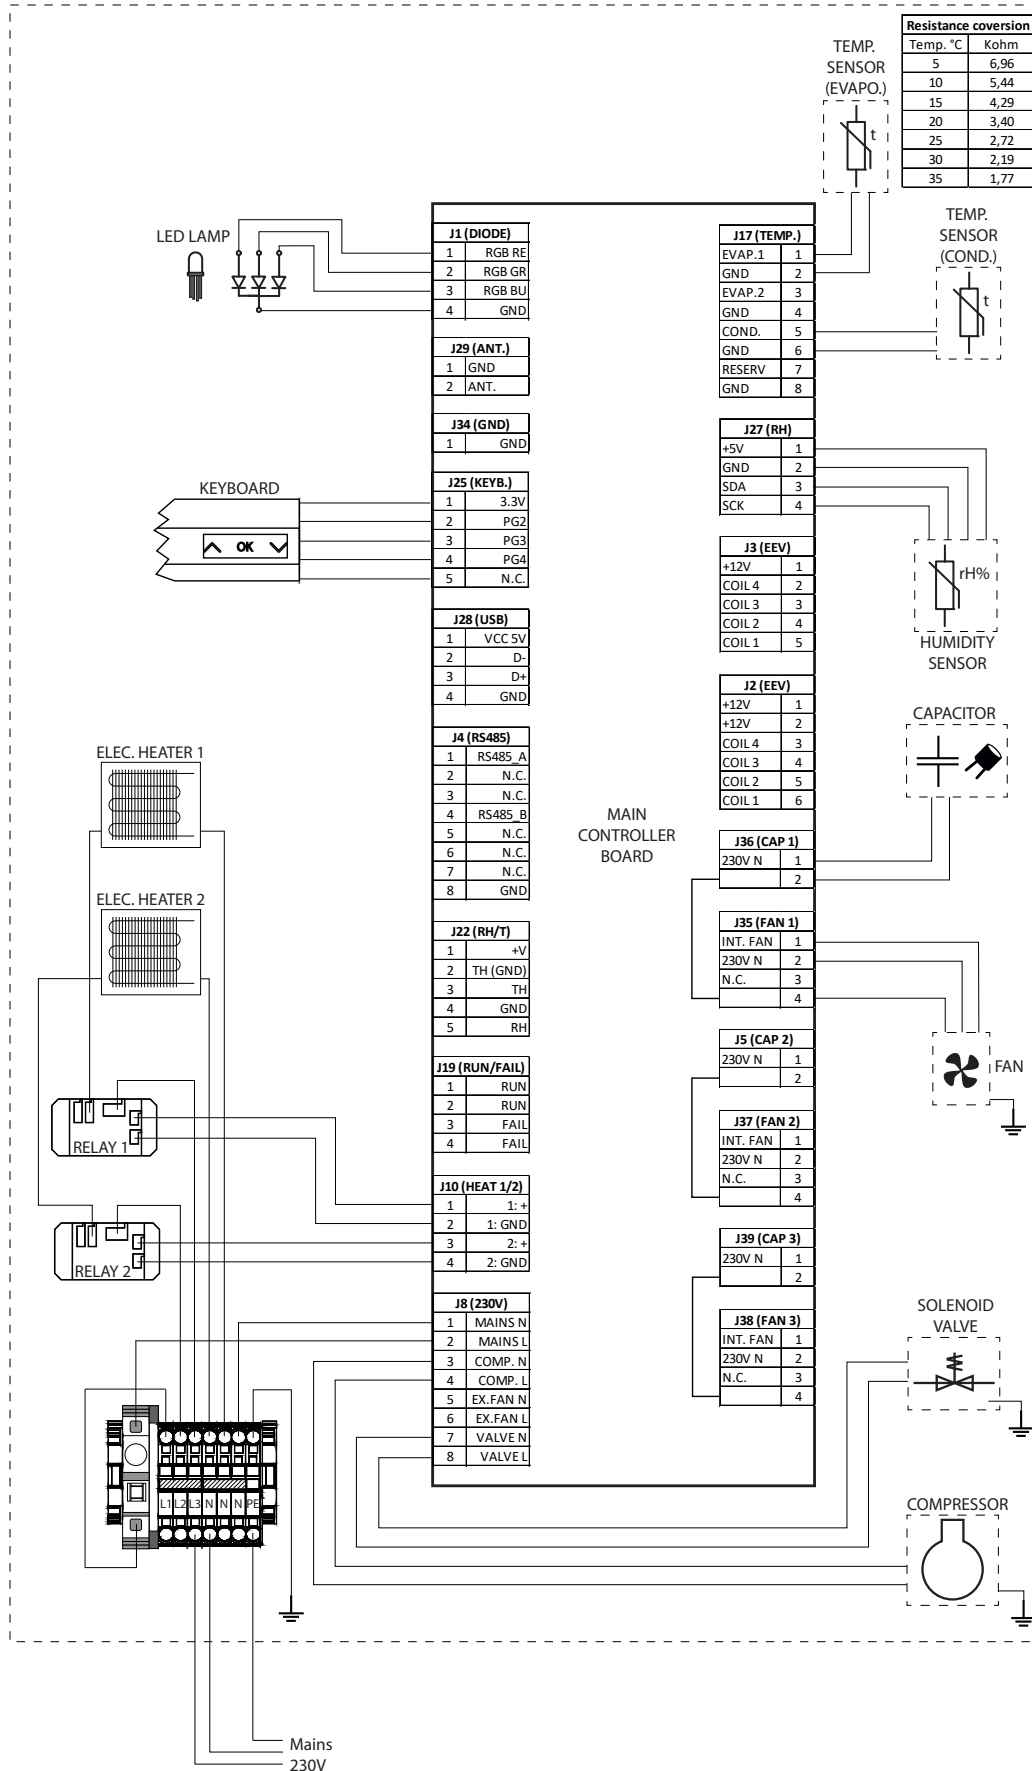 Resistance coversion
Temp. °C Kohm
5 6,96
10 5,44
15 4,29
20 3,40
25 2,72
30 2,19
35 1,77
TEMP.
SENSOR
(EVAPO.)
t
TEMP.
SENSOR
(COND.)
t
LED LAMP
J1 (DIODE)
1 RGB RE
2 RGB GR
3 RGB BU
4 GND
J29 (ANT.)
1 GND
2 ANT.
J34 (GND)
1 GND
KEYBOARD
OK
J25 (KEYB.)
1 3.3V
2 PG2
3 PG3
4 PG4
5 N.C.
J28 (USB)
1 VCC 5V
2 D-
3 D+
4 GND
J4 (RS485)
1 RS485_A
2 N.C.
3 N.C.
4 RS485_B
5 N.C.
6 N.C.
7 N.C.
8 GND
ELEC. HEATER 1
ELEC. HEATER 2
J22 (RH/T)
1 +V
2 TH (GND)
3 TH
4 GND
5 RH
J19 (RUN/FAIL)
1 RUN
2 RUN
3 FAIL
4 FAIL
RELAY 1
RELAY 2
J10 (HEAT 1/2)
1 1: +
2 1: GND
3 2: +
4 2: GND
J8 (230V)
1 MAINS N
2 MAINS L
3 COMP. N
4 COMP. L
5 EX.FAN N
6 EX.FAN L
7 VALVE N
8 VALVE L
L1 L2 L3 N N N PE
Mains
230V
MAIN
CONTROLLER
BOARD
J17 (TEMP.)
EVAP.1 1
GND 2
EVAP.2 3
GND 4
COND. 5
GND 6
RESERV 7
GND 8
J27 (RH)
+5V 1
GND 2
SDA 3
SCK 4
rH%
HUMIDITY
SENSOR
J3 (EEV)
+12V 1
COIL 4 2
COIL 3 3
COIL 2 4
COIL 1 5
J2 (EEV)
+12V 1
+12V 2
COIL 4 3
COIL 3 4
COIL 2 5
COIL 1 6
CAPACITOR
J36 (CAP 1)
230V N 1
2
J35 (FAN 1)
INT. FAN 1
230V N 2
N.C. 3
4
FAN
J5 (CAP 2)
230V N 1
2
J37 (FAN 2)
INT. FAN 1
230V N 2
N.C. 3
4
J39 (CAP 3)
230V N 1
2
J38 (FAN 3)
INT. FAN 1
230V N 2
N.C. 3
4
SOLENOID
VALVE
COMPRESSOR